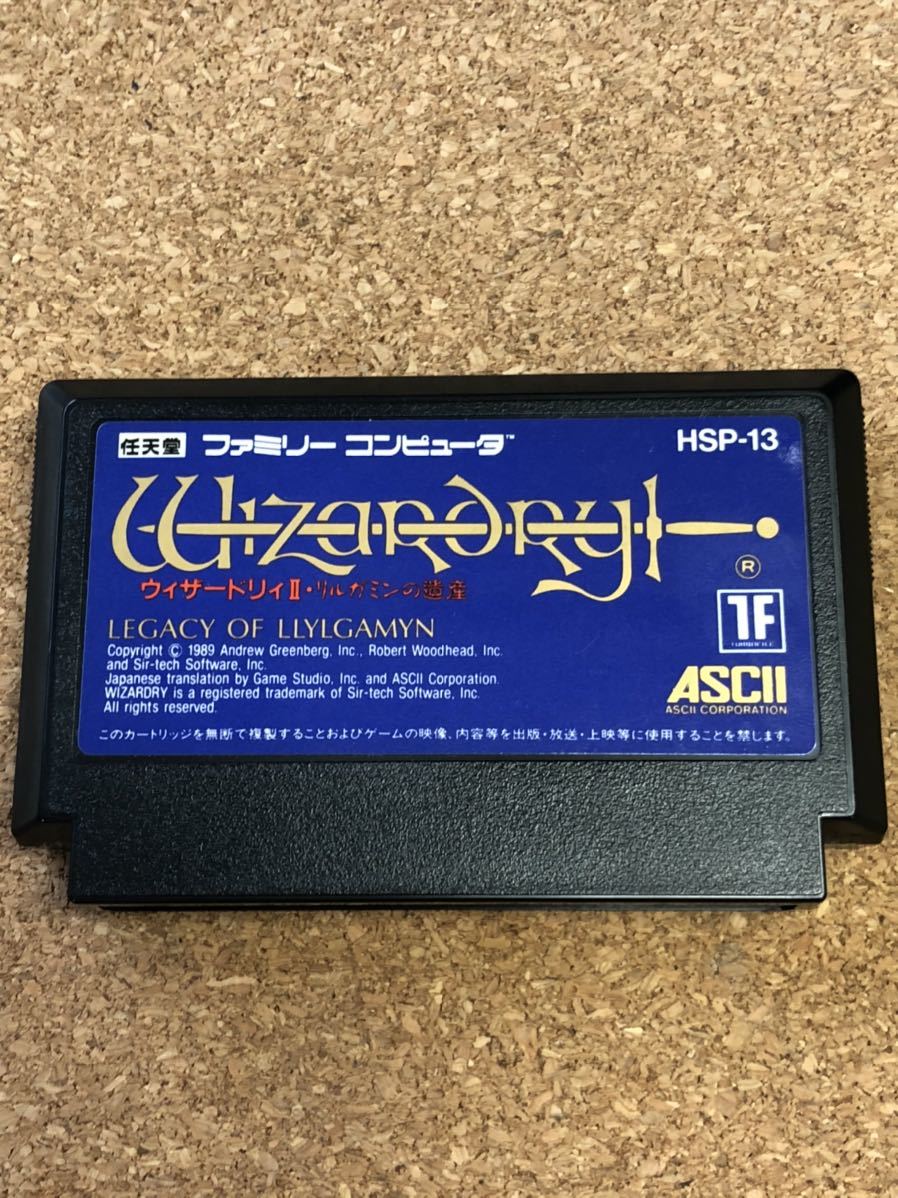 任天堂 ファミリー コンピュータ™ HSP-13
Wizardry
®
ウィザードリィⅡ・リルガミンの遺産
LEGACY OF LLYLGAMYN
Copyright © 1989 Andrew Greenberg, Inc., Robert Woodhead, Inc.
and Sir-tech Software, Inc.
Japanese translation by Game Studio, Inc. and ASCII Corporation.
WIZARDRY is a registered trademark of Sir-tech Software, Inc.
All rights reserved.
TF
ASCII
ASCII CORPORATION
このカートリッジを無断で複製することおよびゲームの映像、内容等を出版・放送・上映等に使用することを禁じます。